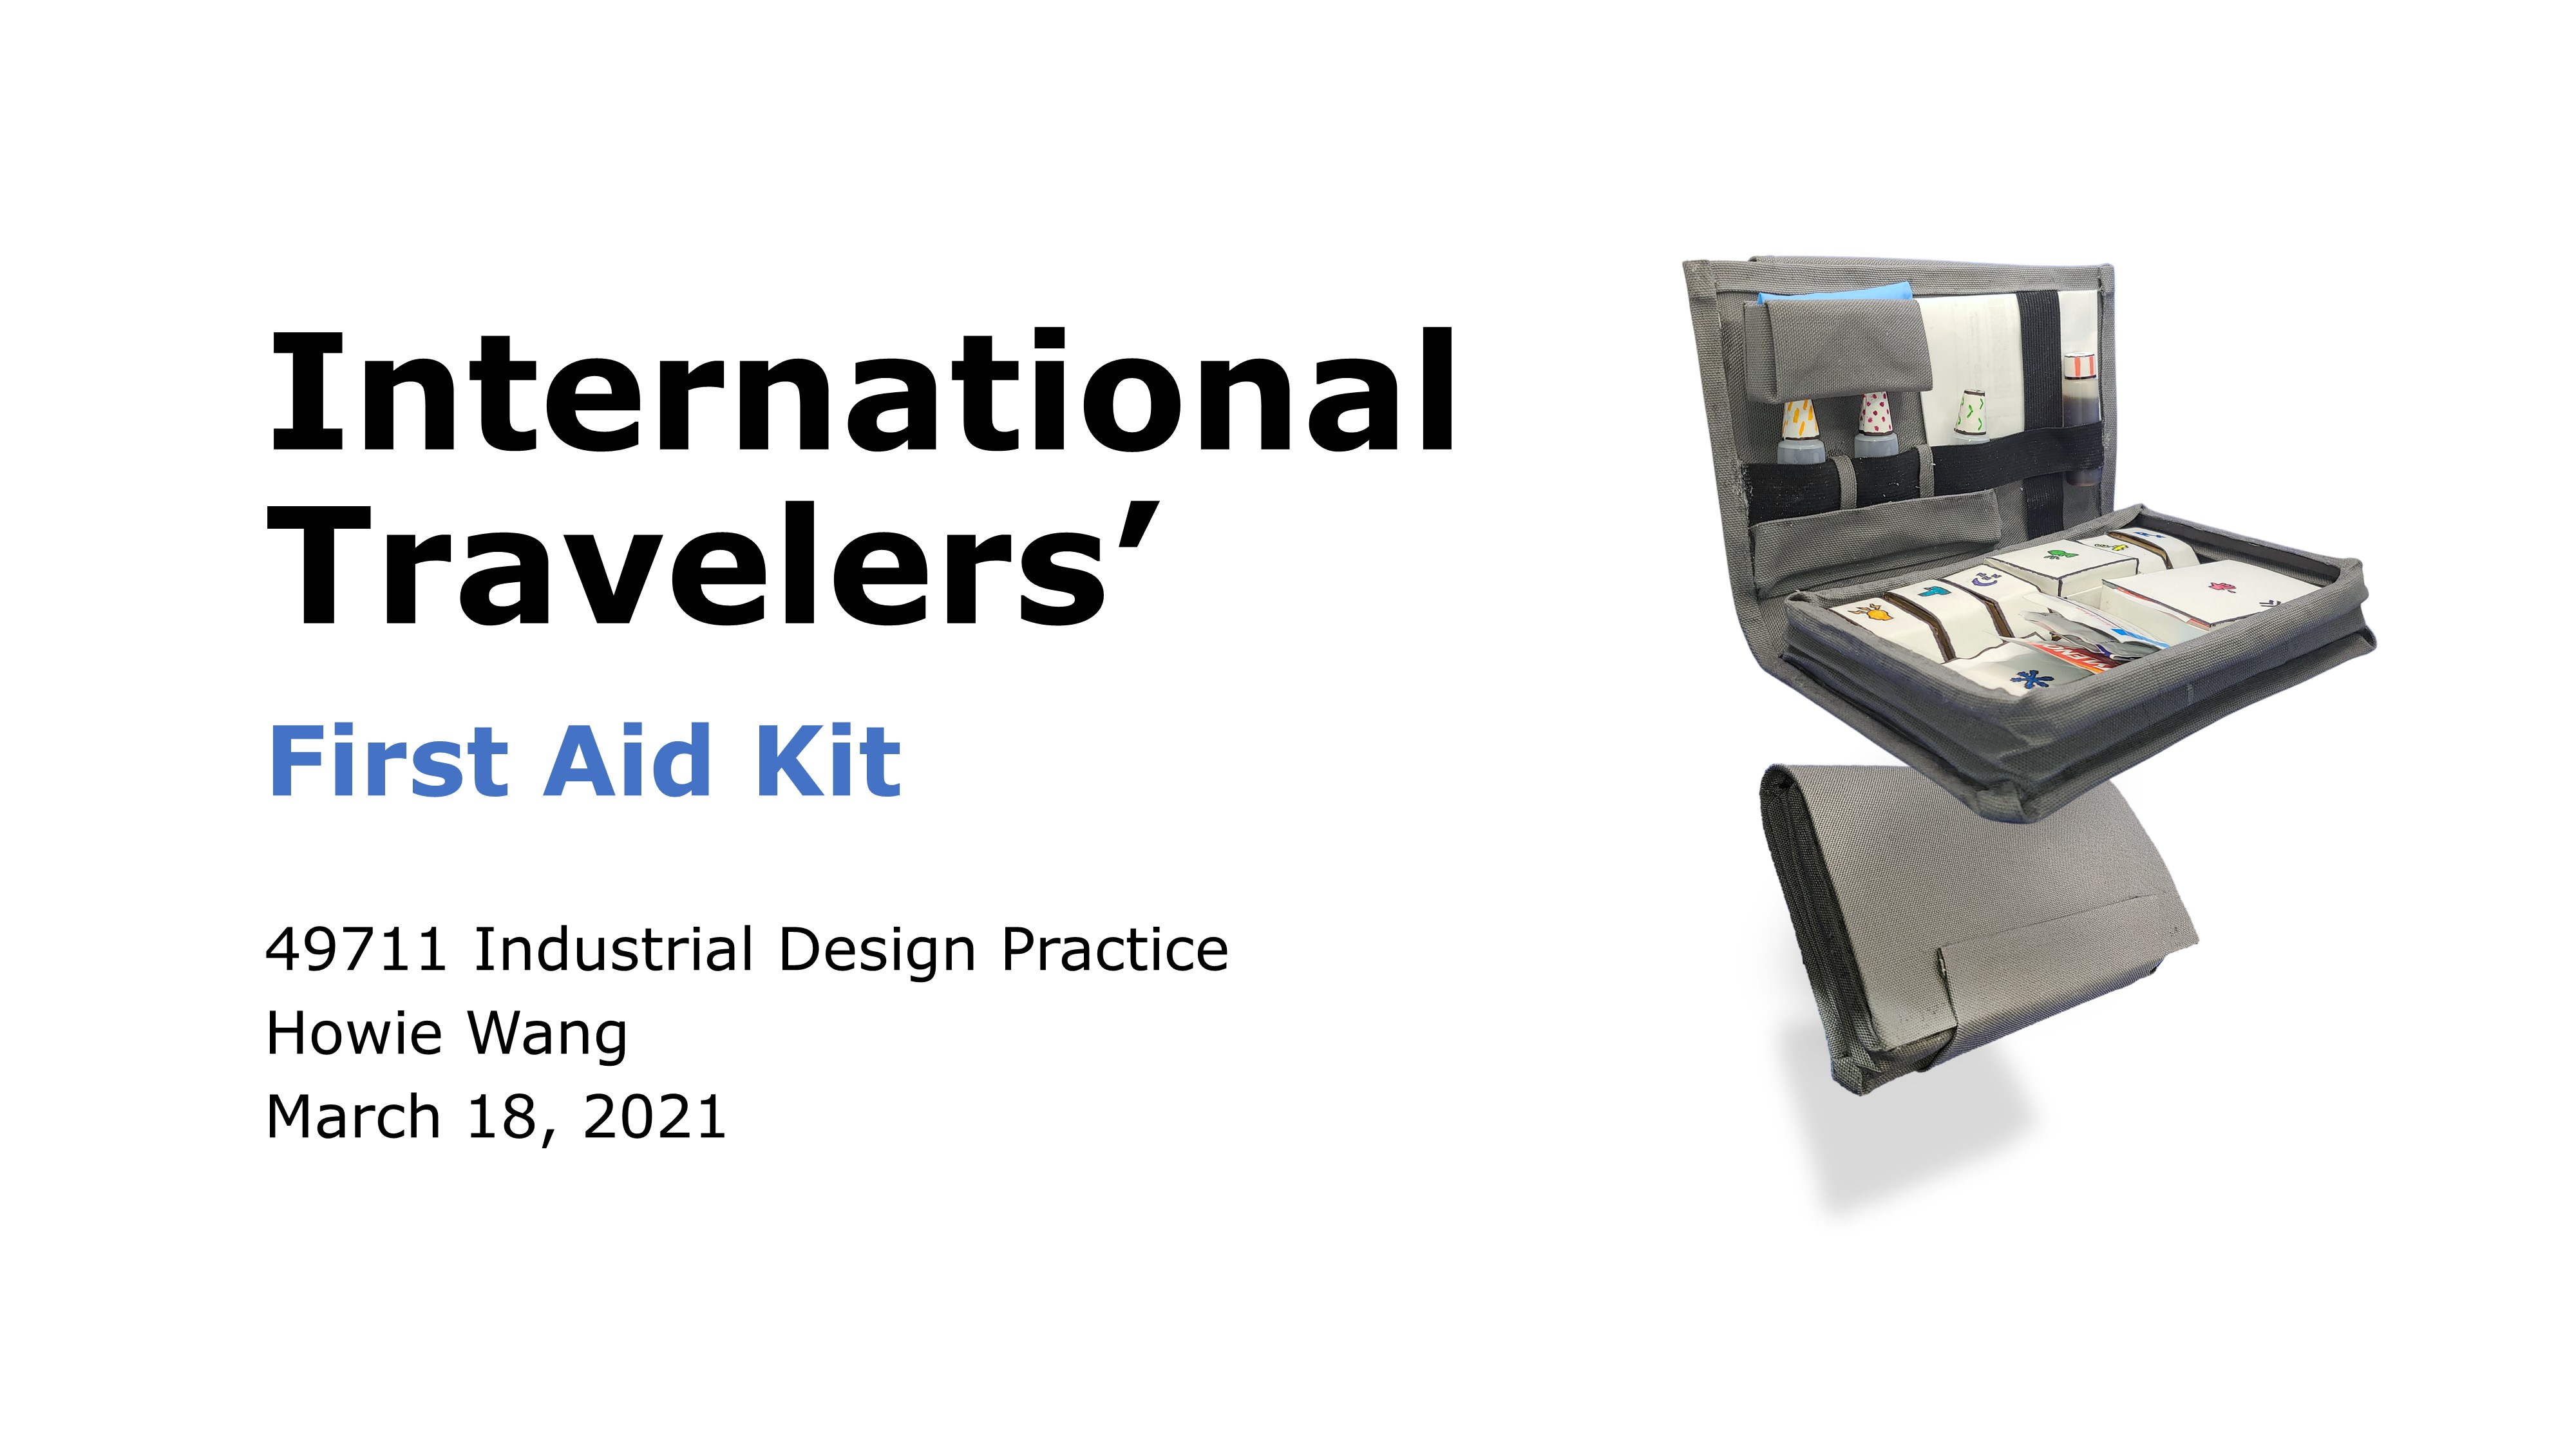 International
Travelers’
First Aid Kit
49711 Industrial Design Practice
Howie Wang
March 18, 2021